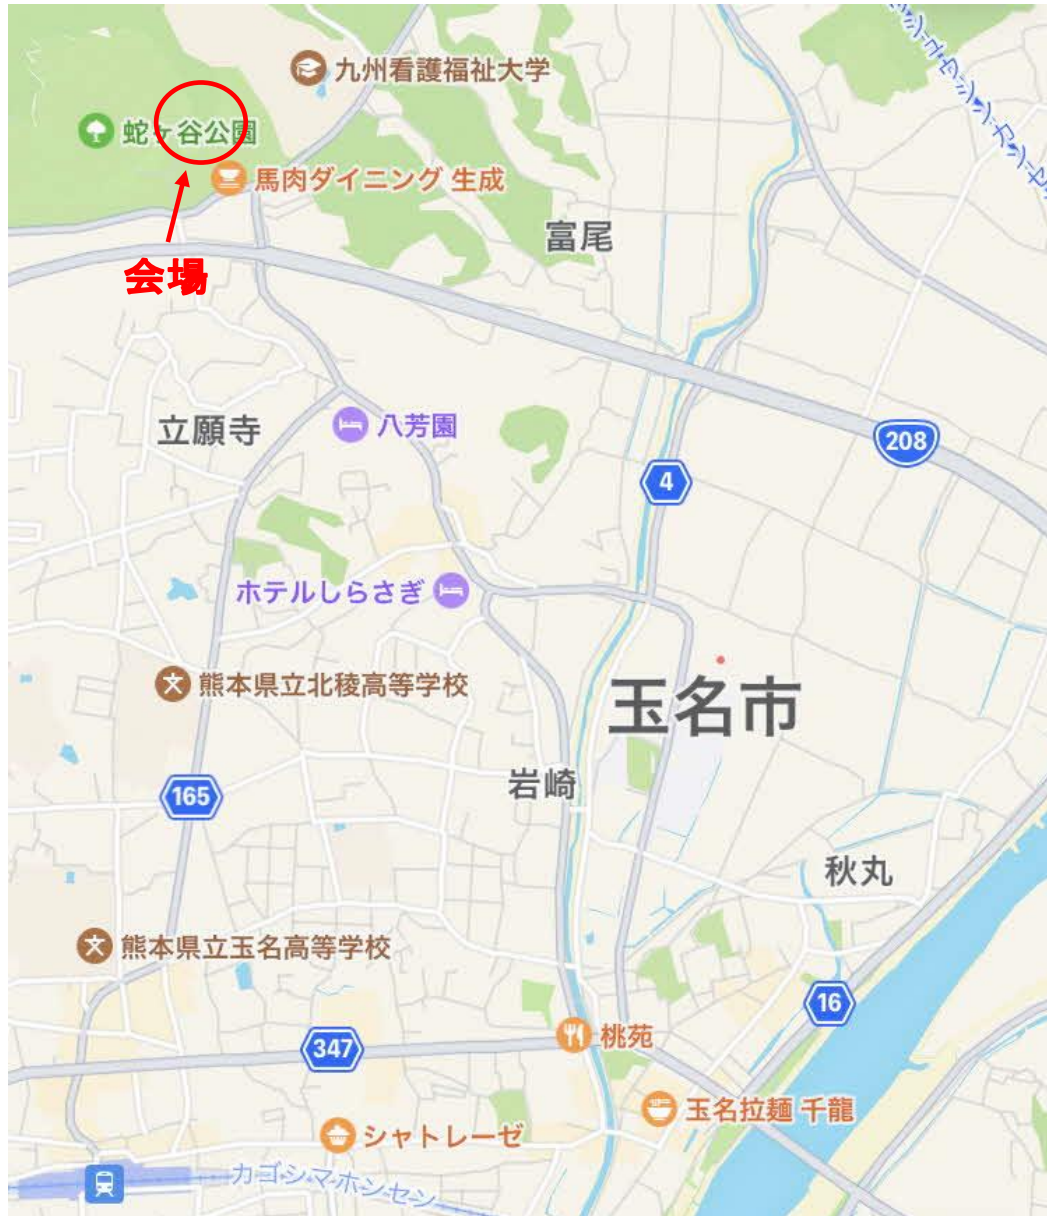 九州看護福祉大学
蛇ヶ谷公園
馬肉ダイニング 生成
富尾
会場
立願寺
八芳園
208
4
ホテルしらさぎ
熊本県立北稜高等学校
玉名市
165
岩崎
秋丸
熊本県立玉名高等学校
16
347
桃苑
玉名拉麺 千龍
シャトレーゼ
カゴシマホンセン